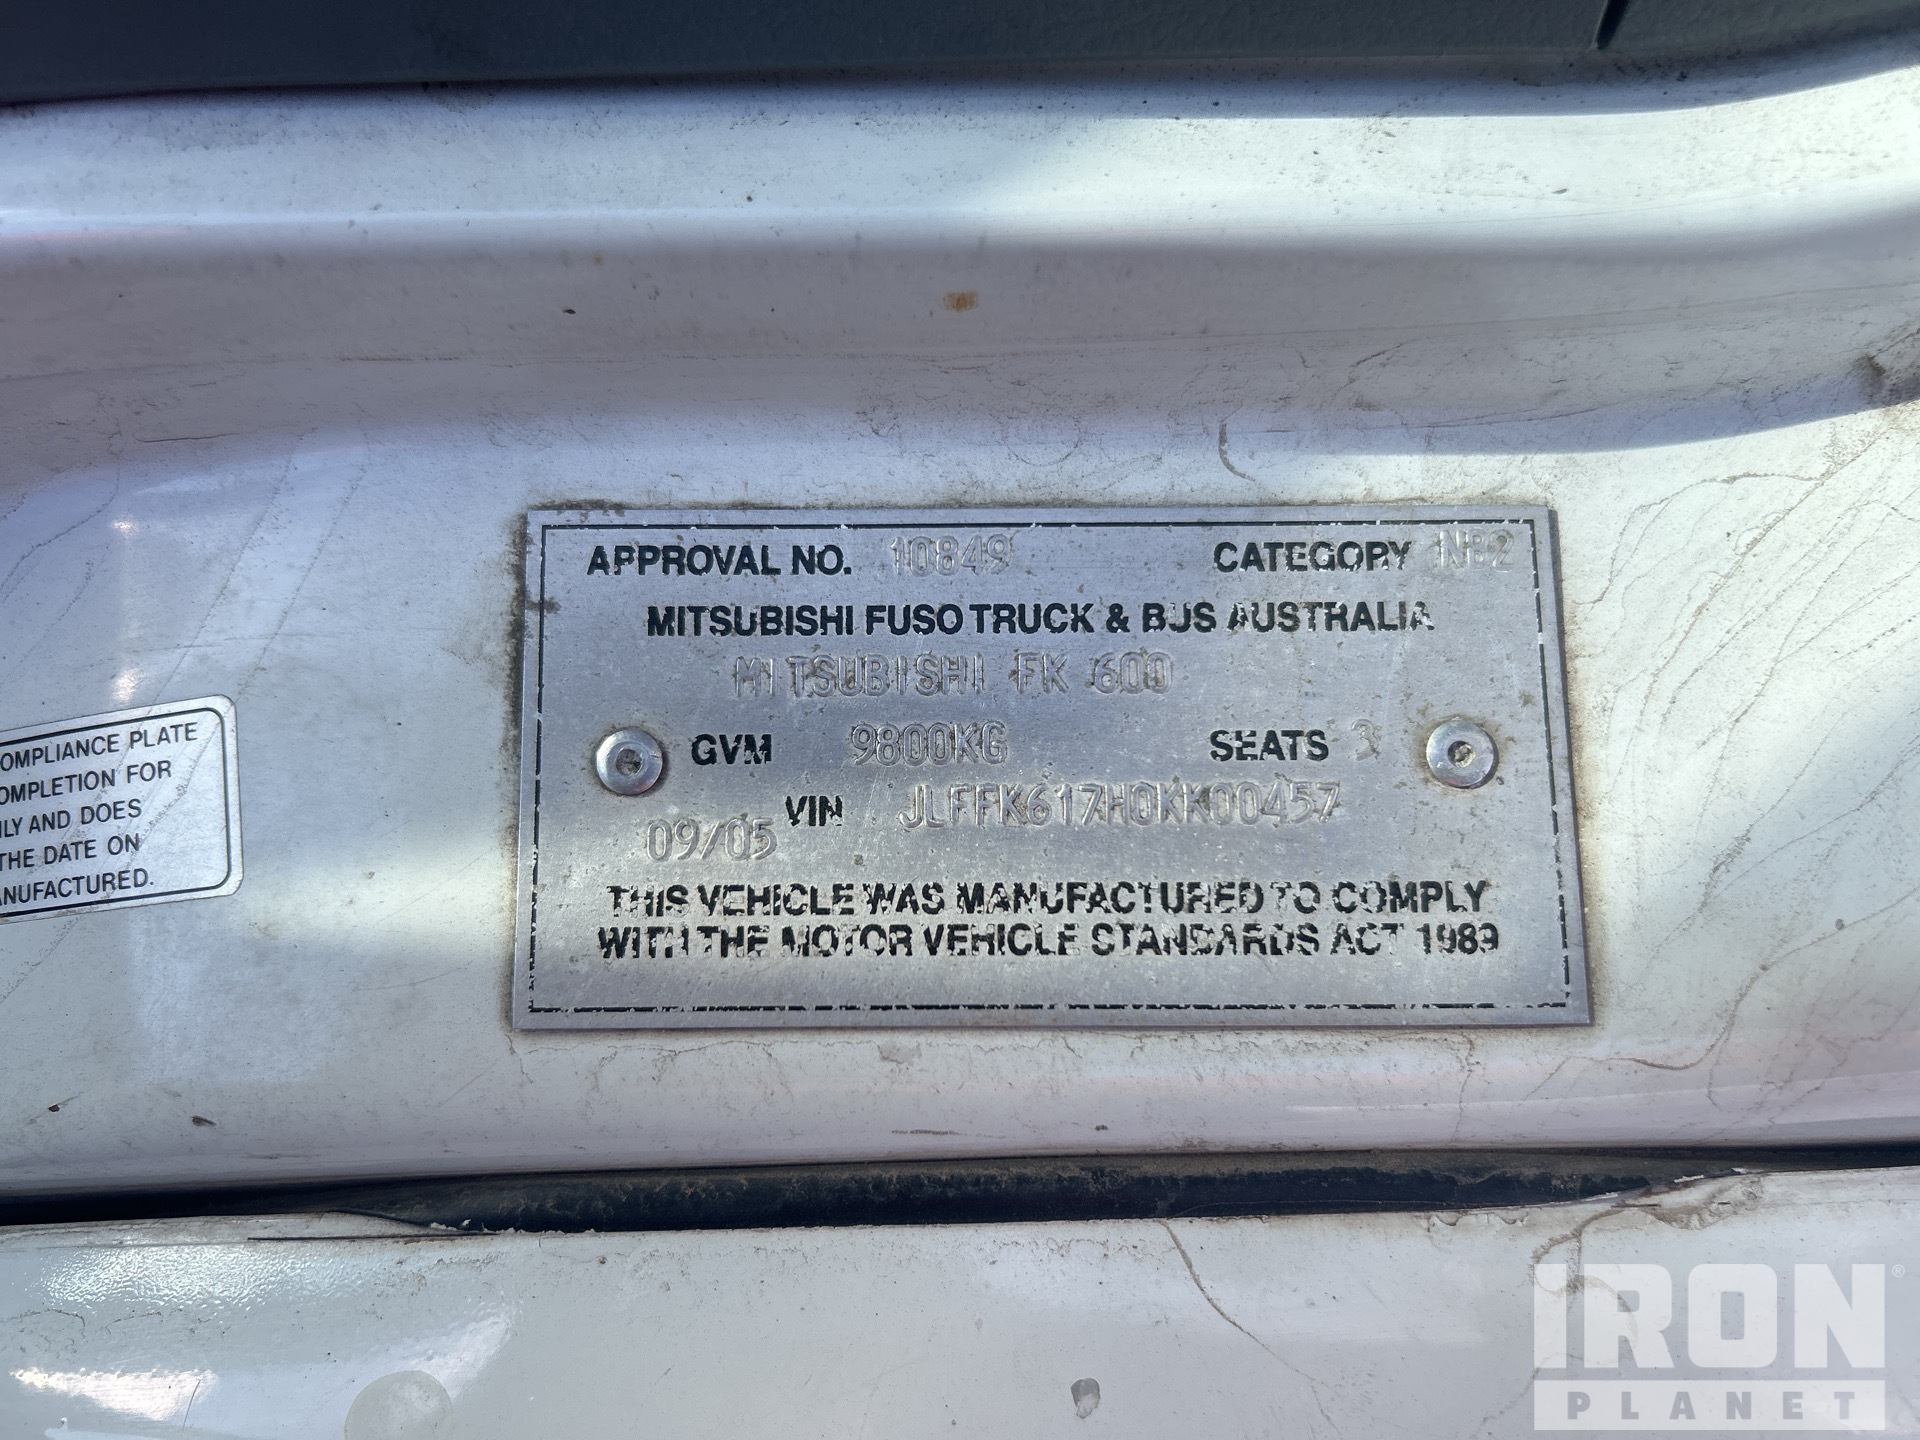 APPROVAL NO. 10849 CATEGORY NB2
MITSUBISHI FUSO TRUCK & BUS AUSTRALIA
MITSUBISHI FK 600
GVM 9800KG SEATS 3
VIN JLFFK617H0KK00457
09/05
THIS VEHICLE WAS MANUFACTURED TO COMPLY
WITH THE MOTOR VEHICLE STANDARDS ACT 1989
OMPLIANCE PLATE
OMPLETION FOR
LY AND DOES
THE DATE ON
ANUFACTURED.
IRON
PLANET